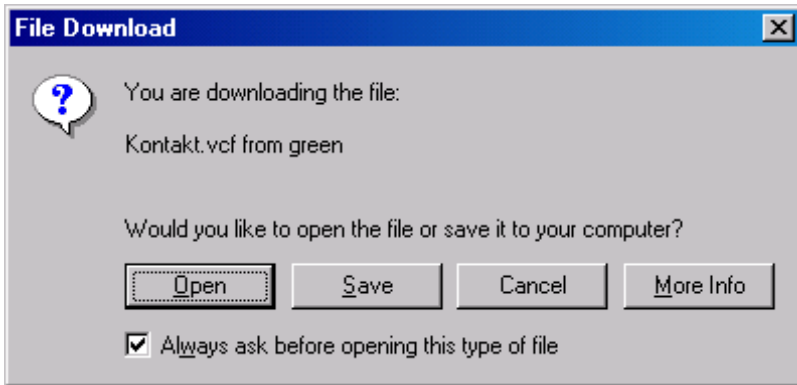 File Download
?
You are downloading the file:
Kontakt.vcf from green
Would you like to open the file or save it to your computer?
Open Save Cancel More Info
Always ask before opening this type of file